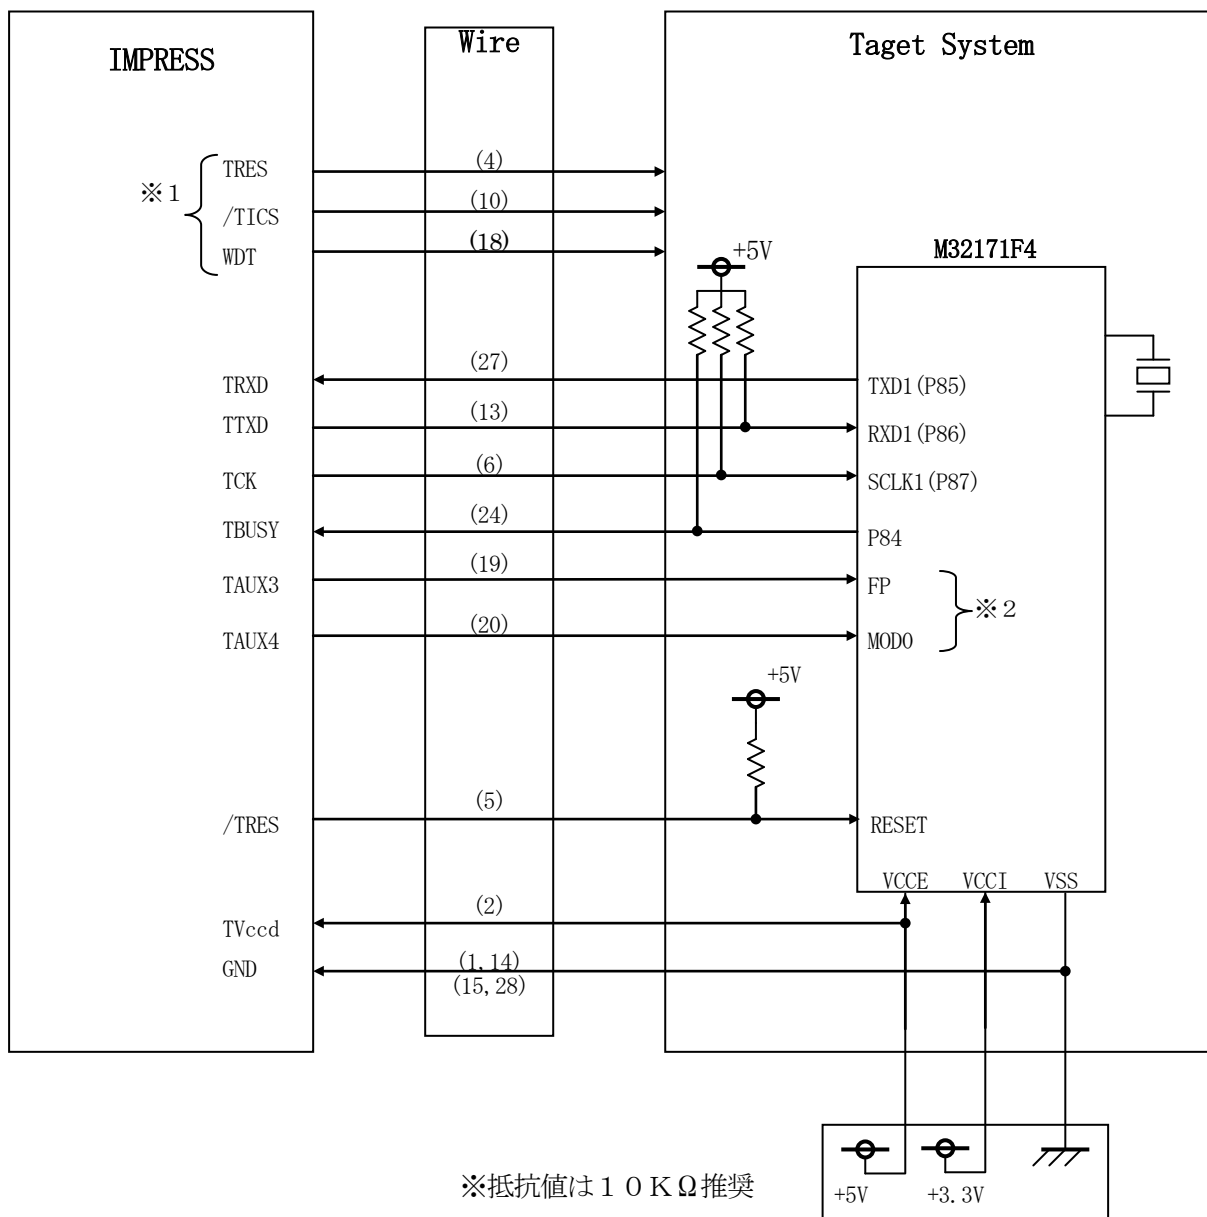 IMPRESS
Wire
Taget System
TRES
(4)
※1
/TICS
(10)
WDT
(18)
+5V
M32171F4
TRXD
(27)
TXD1(P85)
TTXD
(13)
RXD1(P86)
TCK
(6)
SCLK1(P87)
TBUSY
(24)
P84
TAUX3
(19)
FP
※2
TAUX4
(20)
MOD0
+5V
/TRES
(5)
RESET
VCCE
VCCI
VSS
TVccd
(2)
GND
(1,14)
(15,28)
※抵抗値は10KΩ推奨
+5V
+3.3V